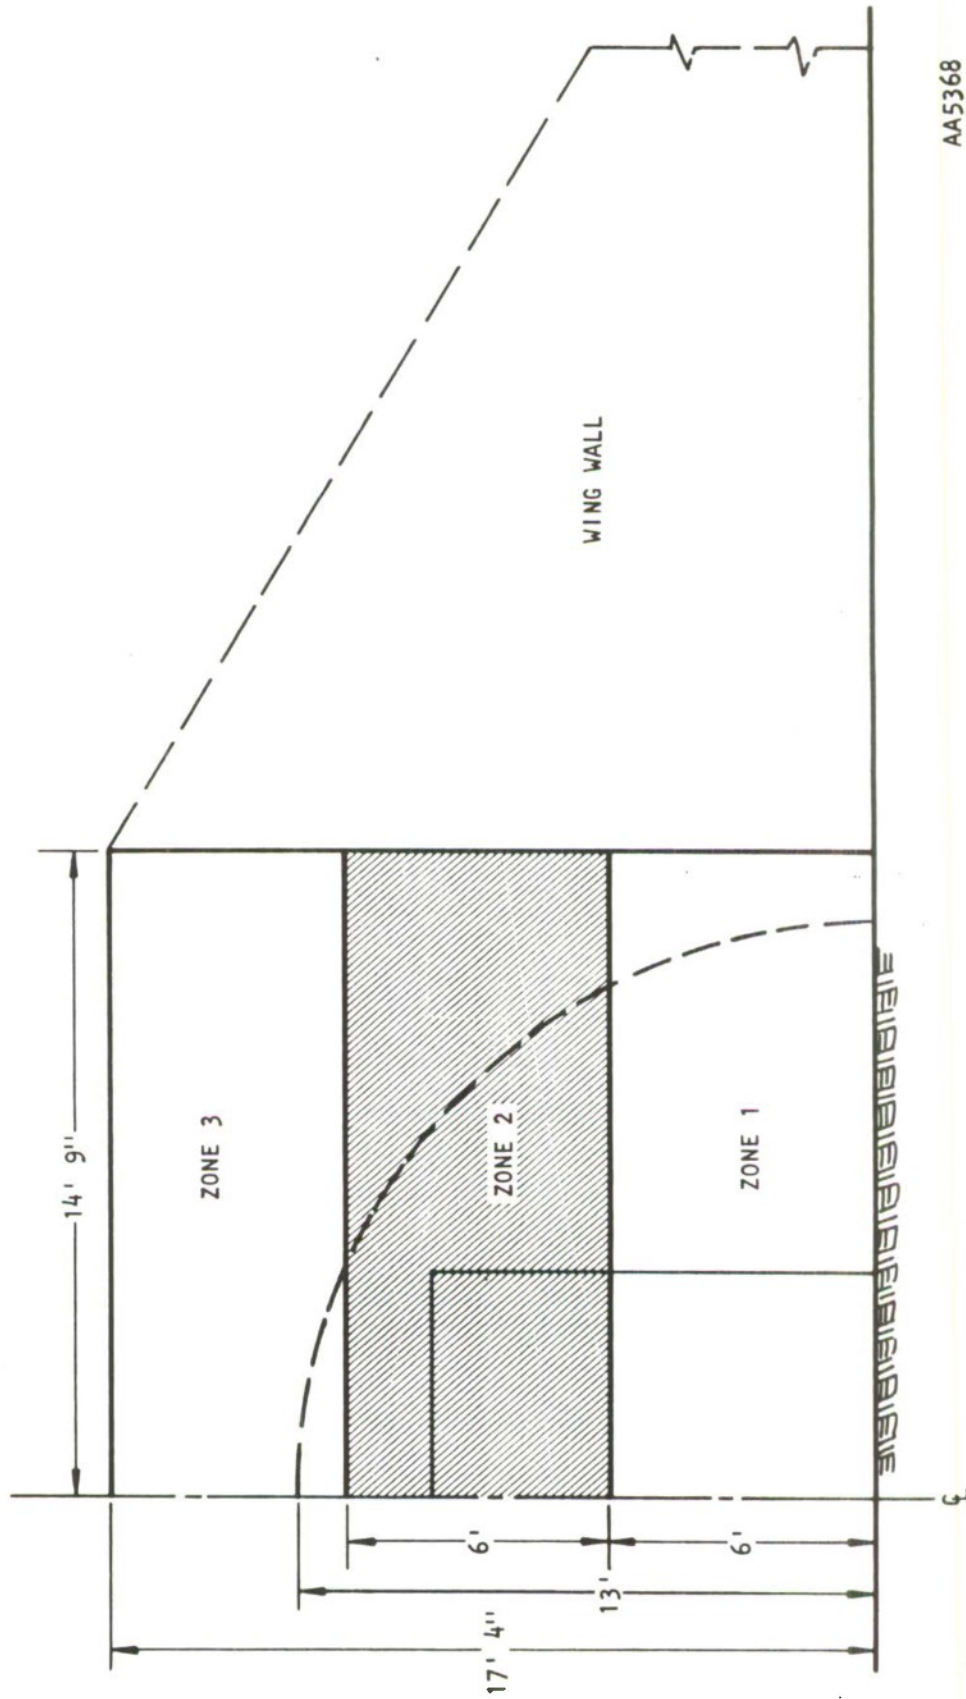 14' 9"
ZONE 3
ZONE 2
ZONE 1
WING WALL
6'
6'
13'
17' 4"
℄
AA5368